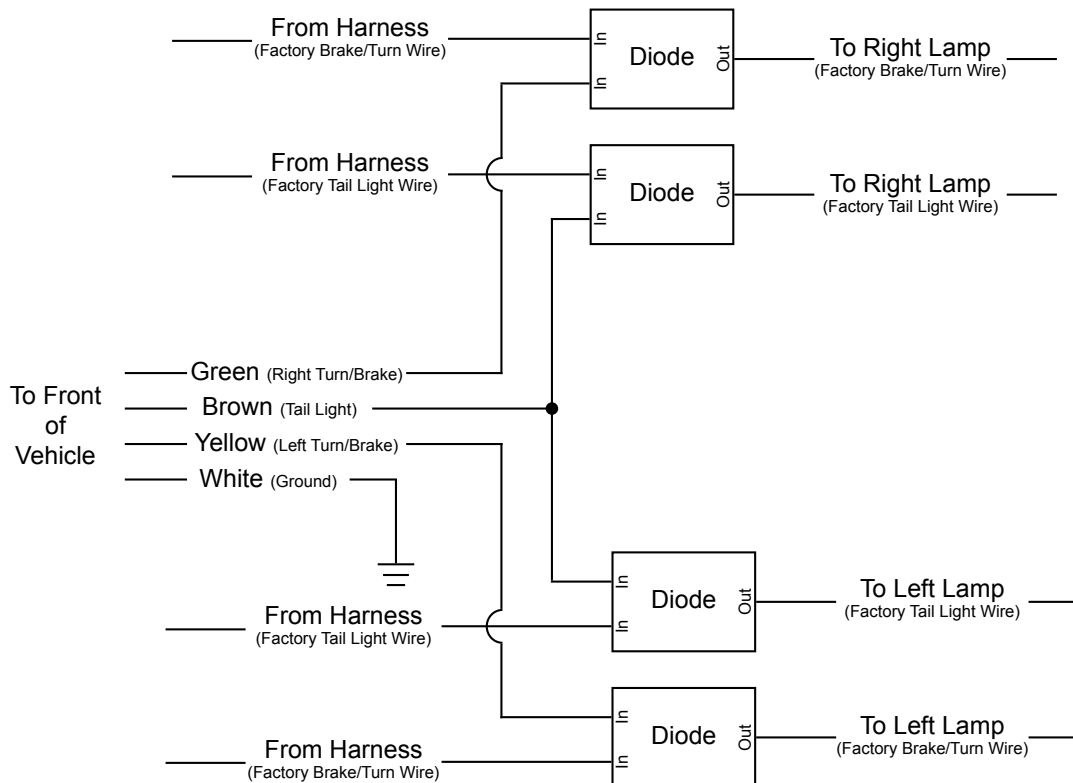 From Harness
(Factory Brake/Turn Wire)
In
In
Diode
Out
To Right Lamp
(Factory Brake/Turn Wire)
From Harness
(Factory Tail Light Wire)
In
In
Diode
Out
To Right Lamp
(Factory Tail Light Wire)
To Front
of
Vehicle
Green (Right Turn/Brake)
Brown (Tail Light)
Yellow (Left Turn/Brake)
White (Ground)
From Harness
(Factory Tail Light Wire)
In
In
Diode
Out
To Left Lamp
(Factory Tail Light Wire)
From Harness
(Factory Brake/Turn Wire)
In
In
Diode
Out
To Left Lamp
(Factory Brake/Turn Wire)